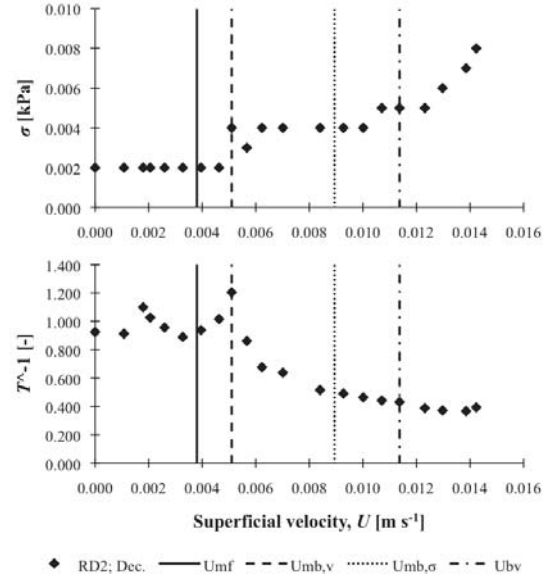 0.010
0.008
0.006
0.004
0.002
0.000
σ [kPa]
0.000 0.002 0.004 0.006 0.008 0.010 0.012 0.014 0.016
1.400
1.200
1.000
0.800
0.600
0.400
0.200
0.000
T^-1 [-]
0.000 0.002 0.004 0.006 0.008 0.010 0.012 0.014 0.016
Superficial velocity, U [m s⁻¹]
RD2; Dec. Umf Umb,v Umb,σ Ubv